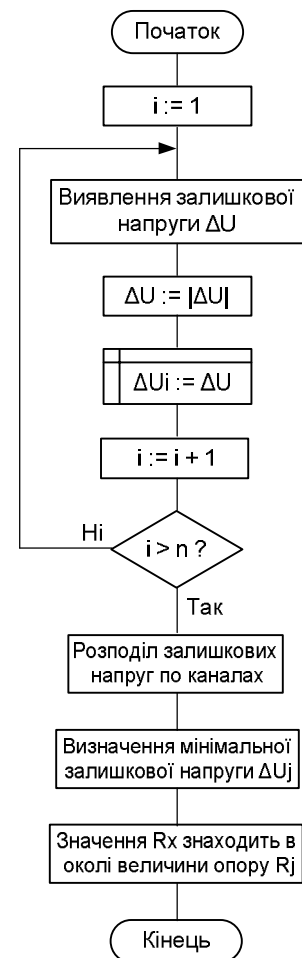 Початок
i := 1
Виявлення залишкової
напруги ΔU
ΔU := |ΔU|
ΔUi := ΔU
i := i + 1
Ні
i > n ?
Так
Розподіл залишкових
напруг по каналах
Визначення мінімальної
залишкової напруги ΔUj
Значення Rx знаходить в
околі величини опору Rj
Кінець